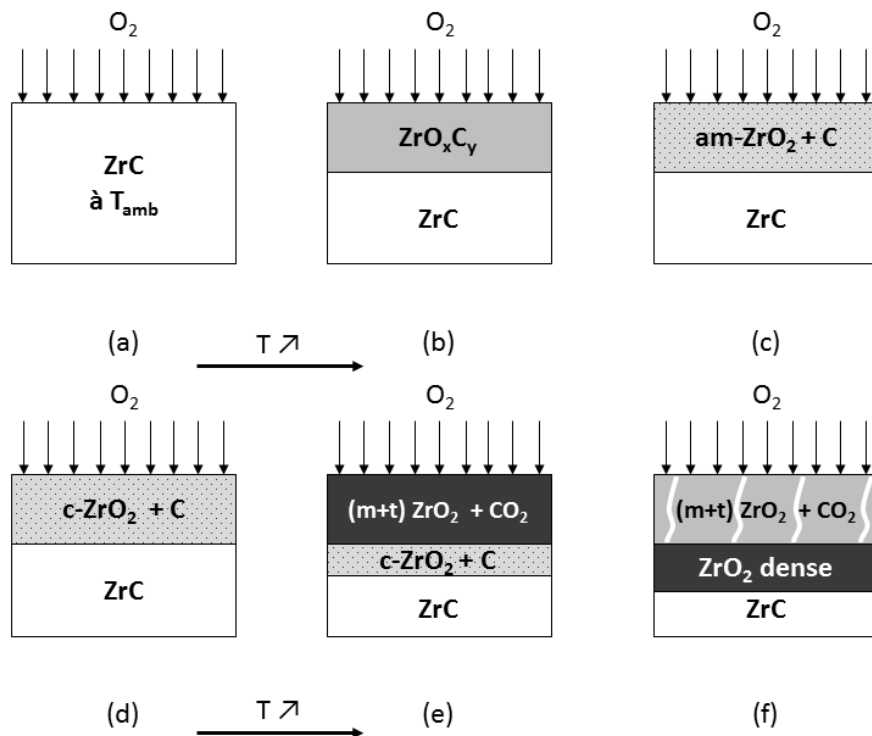 O₂ O₂ O₂
ZrC
à Tamb
ZrOₓCᵧ
ZrC
am-ZrO₂ + C
ZrC
(a) T ↗ (b) (c)
O₂ O₂ O₂
c-ZrO₂ + C
ZrC
(m+t) ZrO₂ + CO₂
c-ZrO₂ + C
ZrC
(m+t) ZrO₂ + CO₂
ZrO₂ dense
ZrC
(d) T ↗ (e) (f)